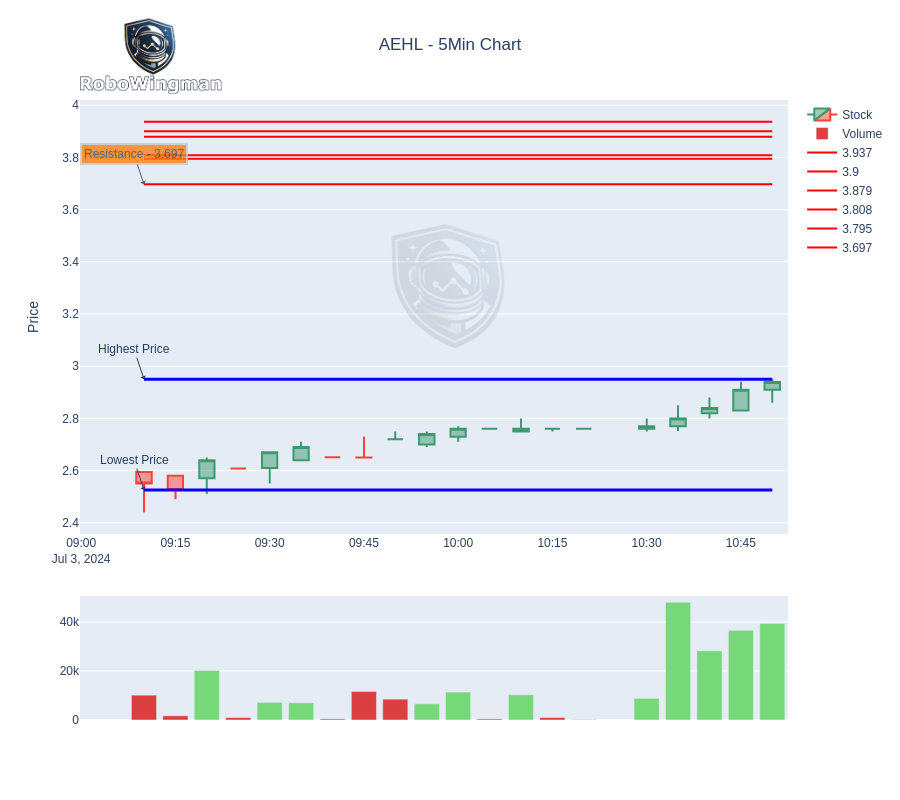 AEHL - 5Min Chart
RoboWingman
4
3.8
3.6
3.4
3.2
3
2.8
2.6
2.4
Price
Resistance - 3.697
Highest Price
Lowest Price
09:00
09:15
09:30
09:45
10:00
10:15
10:30
10:45
Jul 3, 2024
Stock
Volume
3.937
3.9
3.879
3.808
3.795
3.697
40k
20k
0